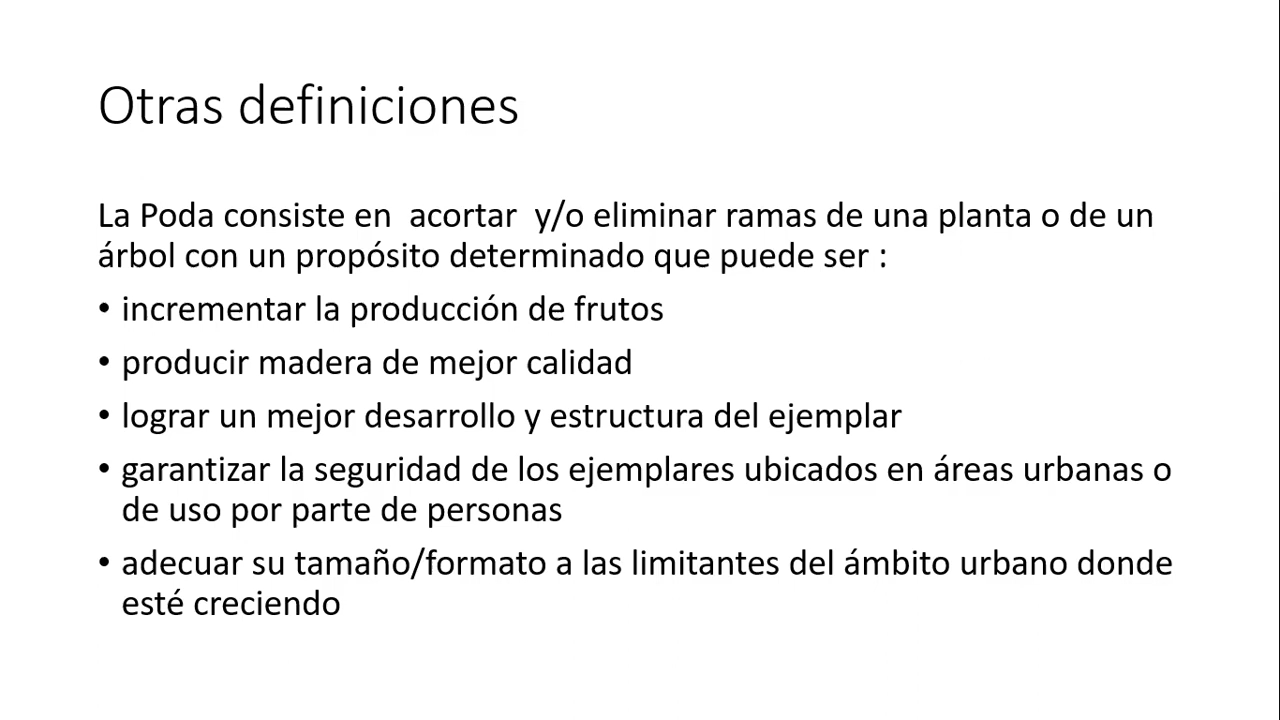 Otras definiciones
La Poda consiste en  acortar  y/o eliminar ramas de una planta o de un
árbol con un propósito determinado que puede ser :
• incrementar la producción de frutos
• producir madera de mejor calidad
• lograr un mejor desarrollo y estructura del ejemplar
• garantizar la seguridad de los ejemplares ubicados en áreas urbanas o
de uso por parte de personas
• adecuar su tamaño/formato a las limitantes del ámbito urbano donde
esté creciendo